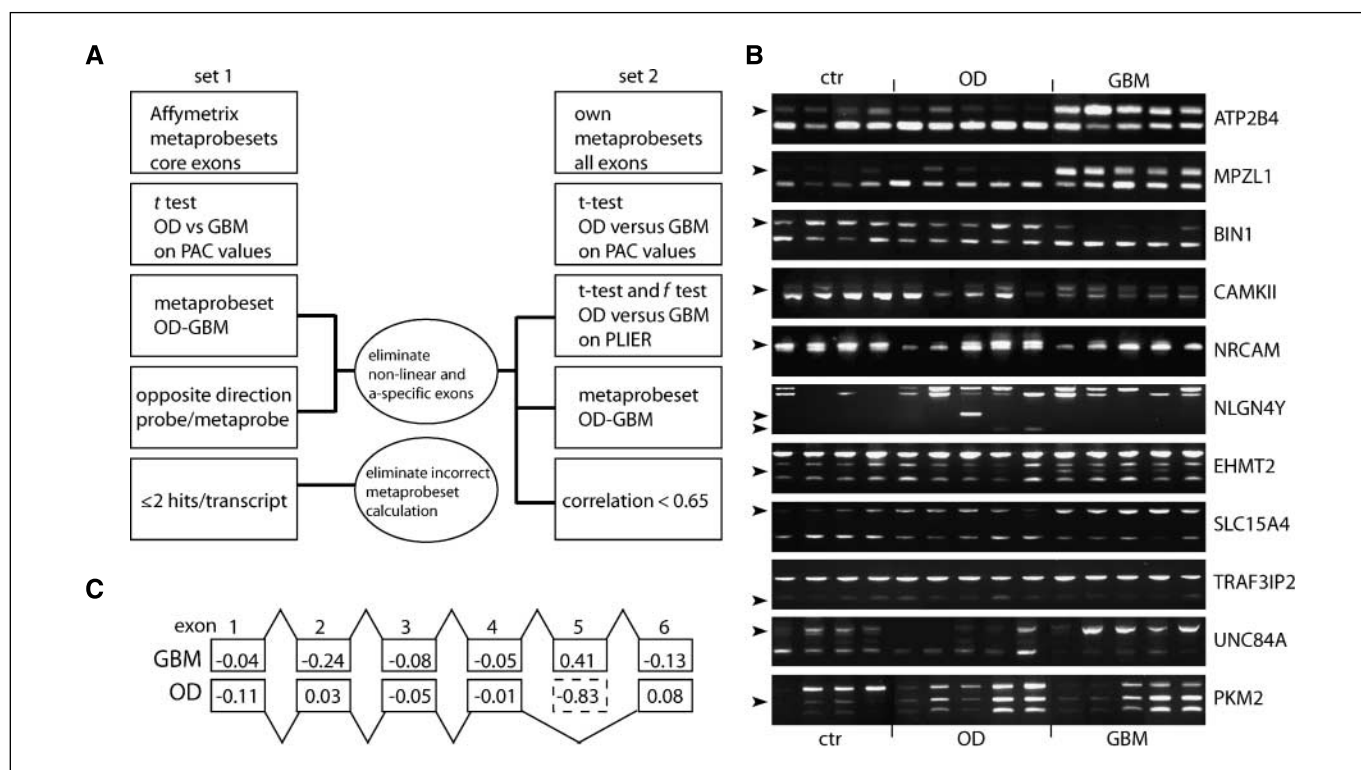 A
set 1
Affymetrix
metaprobesets
core exons
t test
OD vs GBM
on PAC values
metaprobeset
OD-GBM
opposite direction
probe/metaprobe
≤2 hits/transcript
eliminate
non-linear and
a-specific exons
eliminate incorrect
metaprobeset
calculation
set 2
own
metaprobesets
all exons
t-test
OD versus GBM
on PAC values
t-test and f test
OD versus GBM
on PLIER
metaprobeset
OD-GBM
correlation < 0.65
B
ctr OD GBM
ATP2B4
MPZL1
BIN1
CAMKII
NRCAM
NLGN4Y
EHMT2
SLC15A4
TRAF3IP2
UNC84A
PKM2
ctr OD GBM
C
exon 1 2 3 4 5 6
GBM -0.04 -0.24 -0.08 -0.05 0.41 -0.13
OD -0.11 0.03 -0.05 -0.01 -0.83 0.08